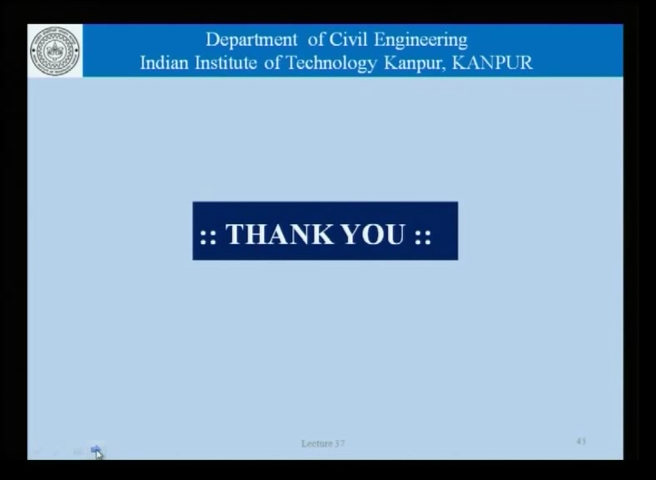 Department of Civil Engineering
Indian Institute of Technology Kanpur, KANPUR
:: THANK YOU ::
Lecture 37
43